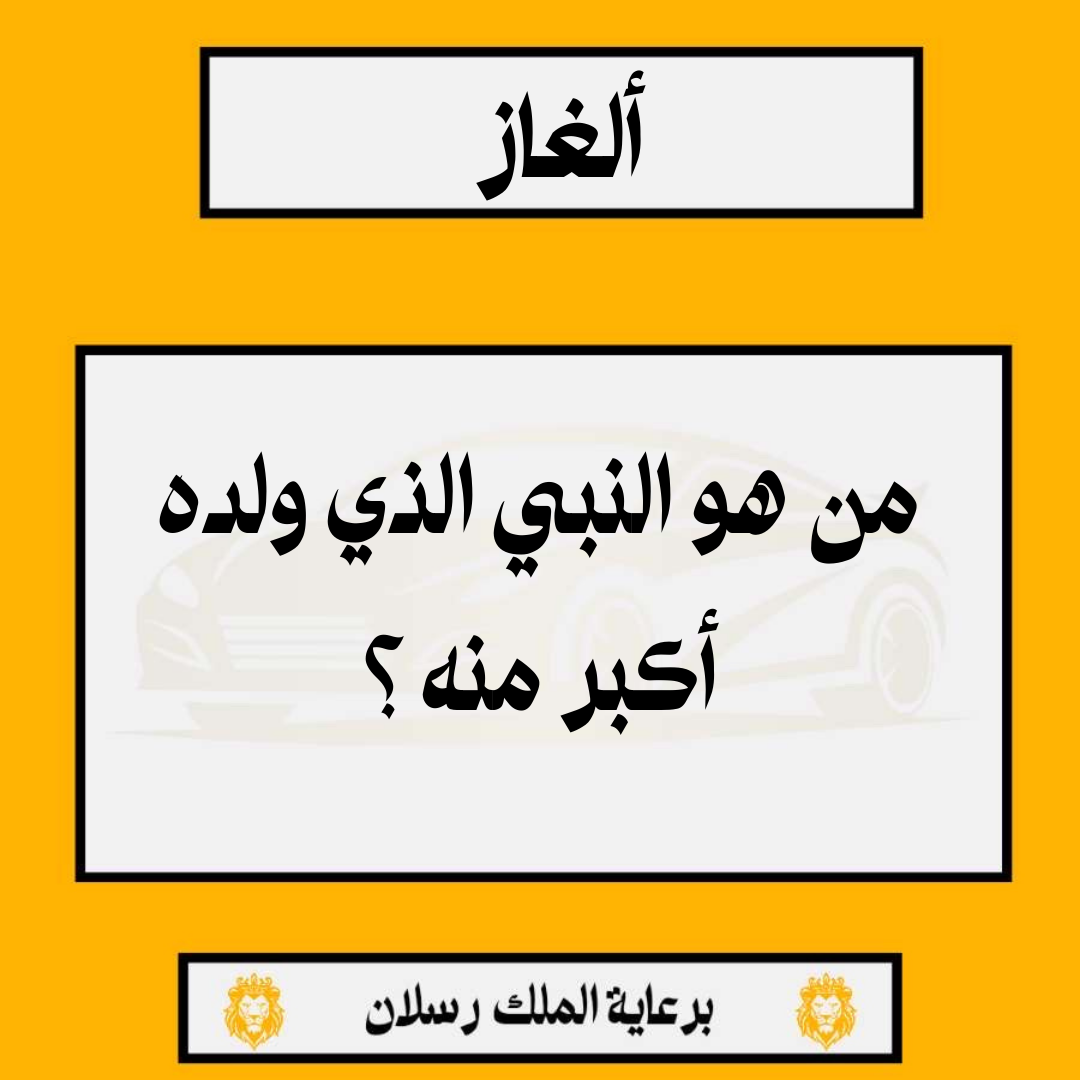 ألغاز
من هو النبي الذي ولده
أكبر منه ؟
برعاية الملك رسلان